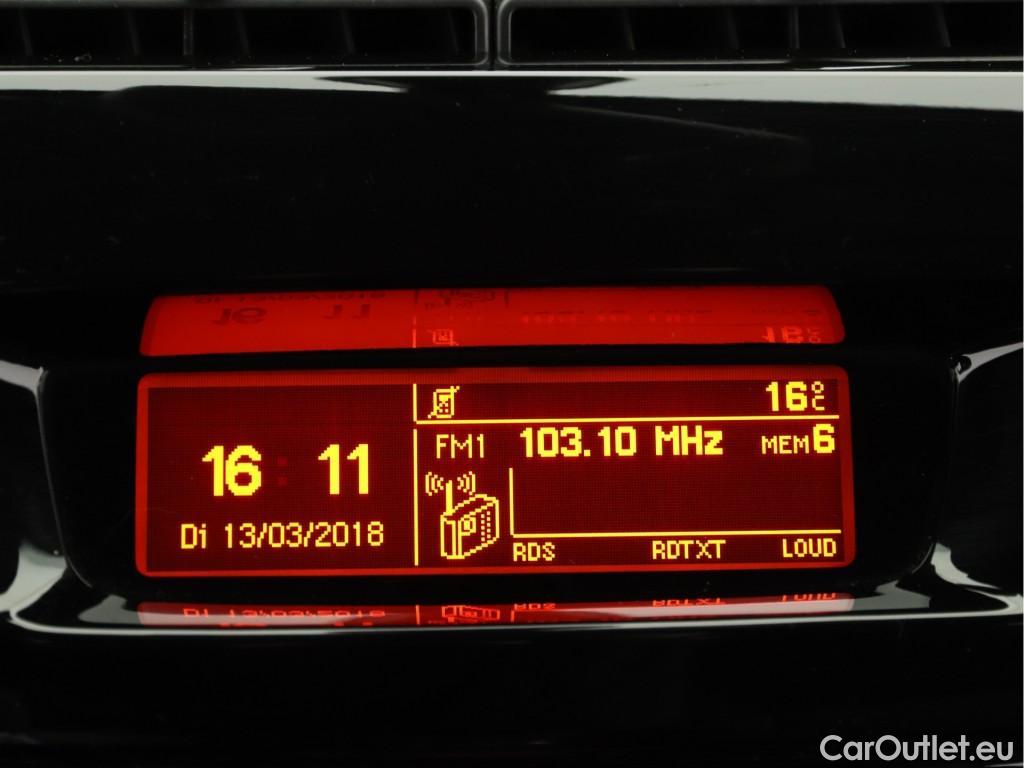 16°C
16 11
Di 13/03/2018
FM1 103.10 MHz MEM6
RDS RDTXT LOUD
CarOutlet.eu